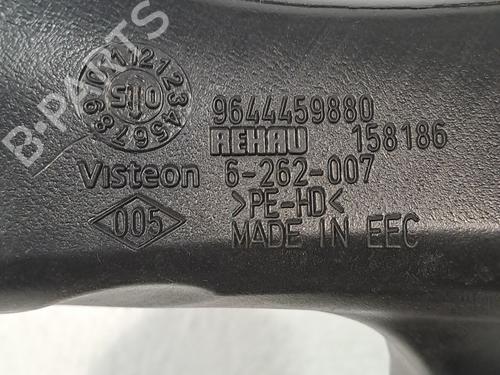 9644459880
REHAU 158186
Visteon 6-262-007
>PE-HD<
005
MADE IN EEC
B-PARTS